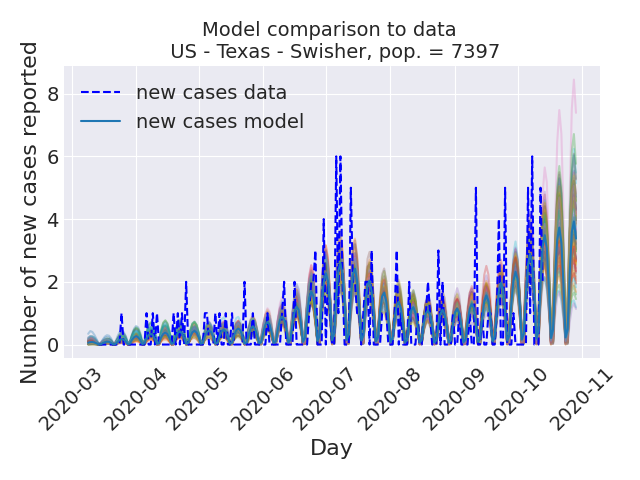 Model comparison to data
US - Texas - Swisher, pop. = 7397
Number of new cases reported
8
6
4
2
0
new cases data
new cases model
2020-03
2020-04
2020-05
2020-06
2020-07
2020-08
2020-09
2020-10
2020-11
Day